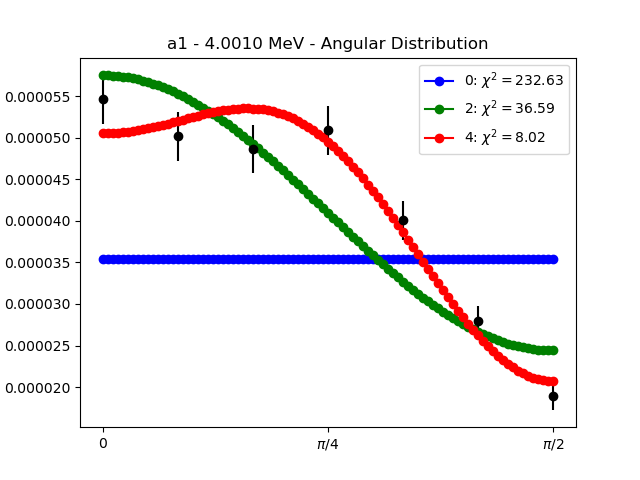 a1 - 4.0010 MeV - Angular Distribution
0: χ² = 232.63
2: χ² = 36.59
4: χ² = 8.02
0.000055
0.000050
0.000045
0.000040
0.000035
0.000030
0.000025
0.000020
0
π/4
π/2